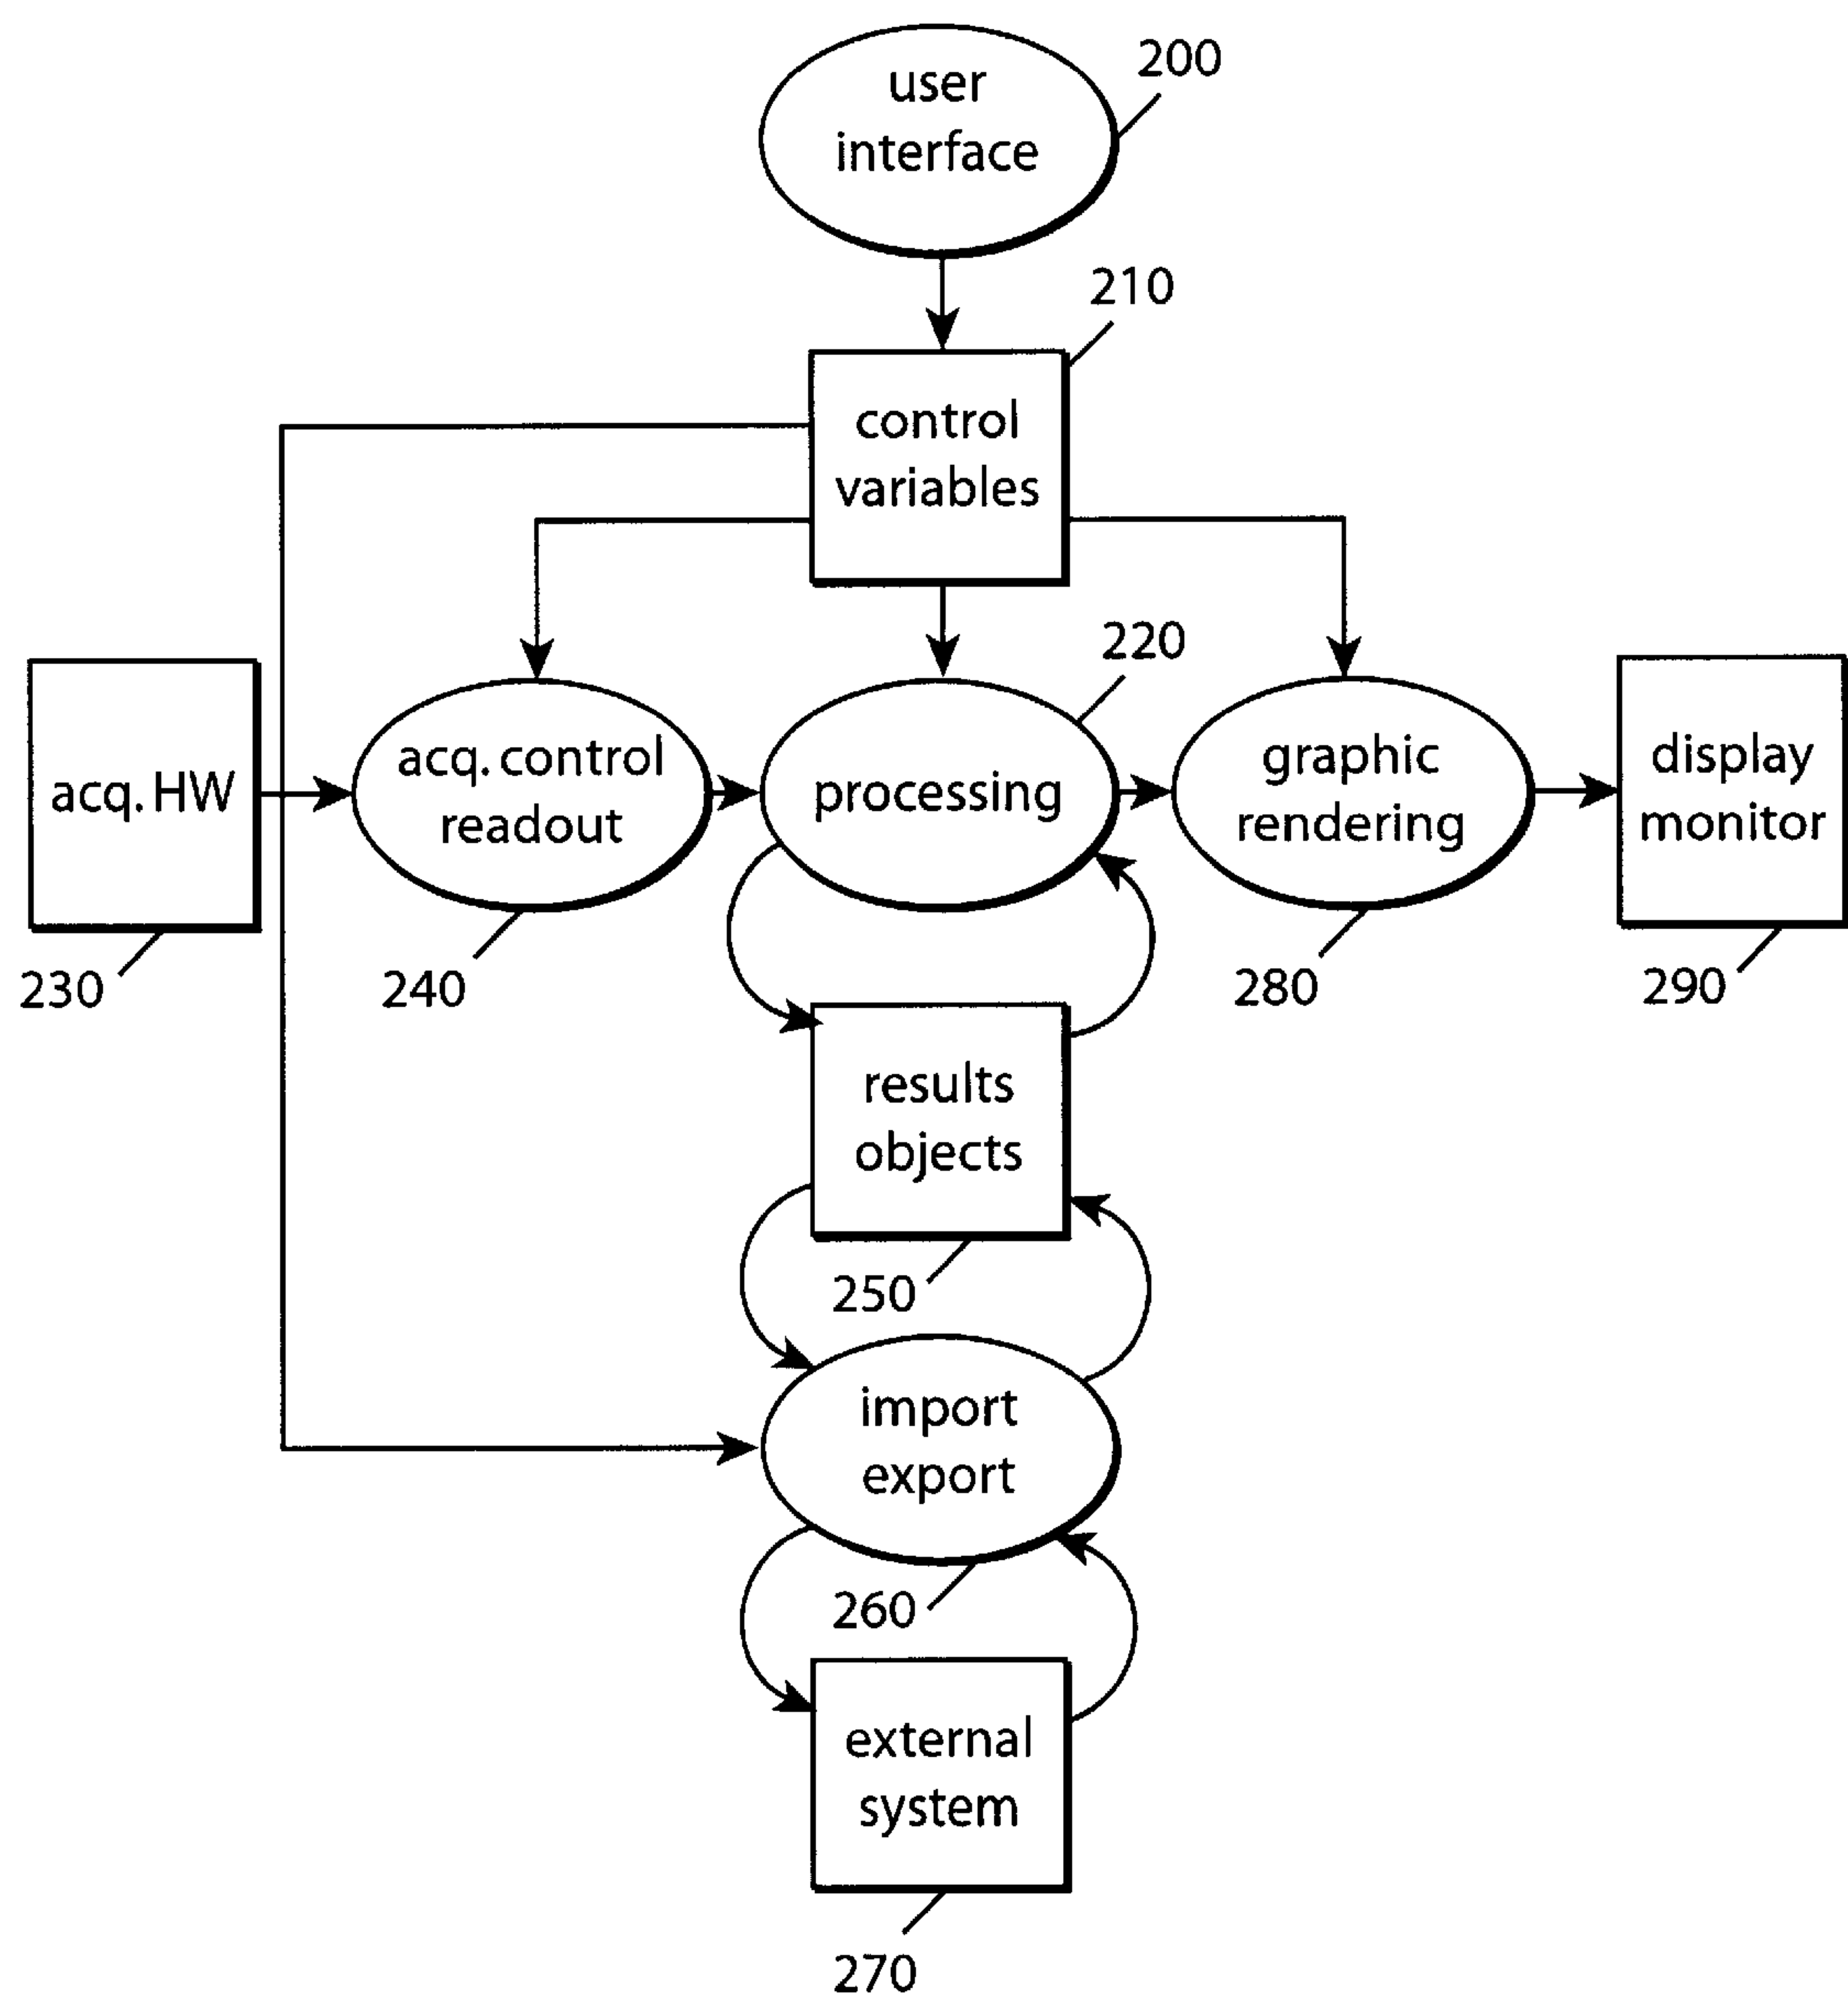 user
interface
200
210
control
variables
220
acq. HW
acq. control
readout
processing
graphic
rendering
display
monitor
230
240
280
290
results
objects
250
import
export
260
external
system
270